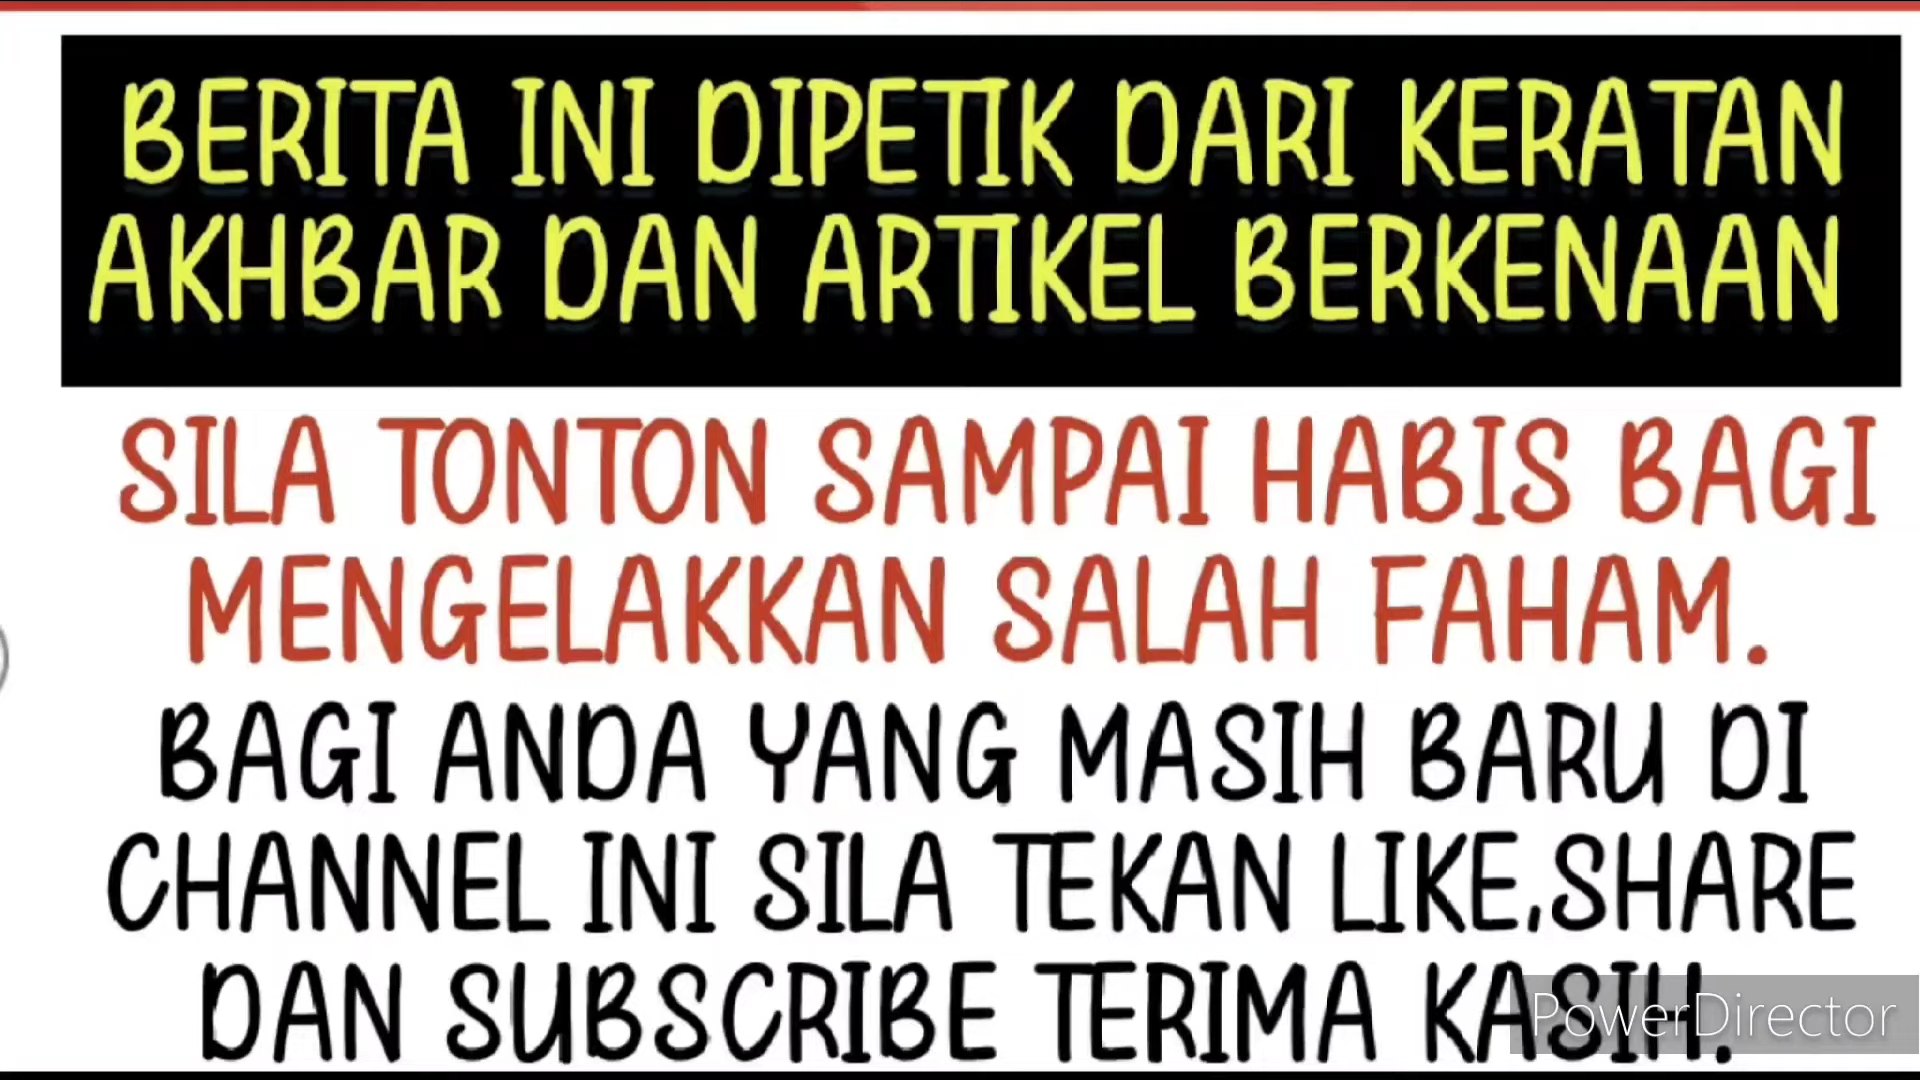 BERITA INI DIPETIK DARI KERATAN
AKHBAR DAN ARTIKEL BERKENAAN
SILA TONTON SAMPAI HABIS BAGI
MENGELAKKAN SALAH FAHAM.
BAGI ANDA YANG MASIH BARU DI
CHANNEL INI SILA TEKAN LIKE,SHARE
DAN SUBSCRIBE TERIMA KASIH.
PowerDirector